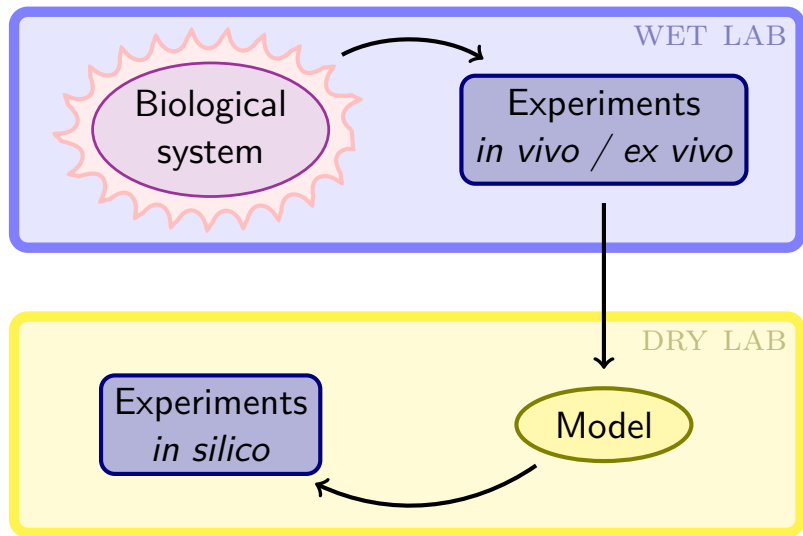 WET LAB
Biological
system
Experiments
in vivo / ex vivo
DRY LAB
Experiments
in silico
Model